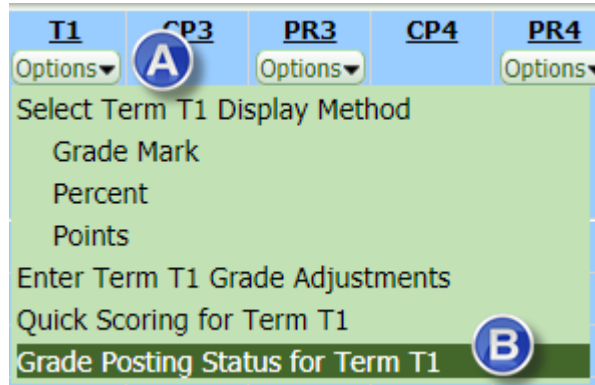 T1 CP3 PR3 CP4 PR4
Options A Options Options
Select Term T1 Display Method
Grade Mark
Percent
Points
Enter Term T1 Grade Adjustments
Quick Scoring for Term T1
Grade Posting Status for Term T1 B